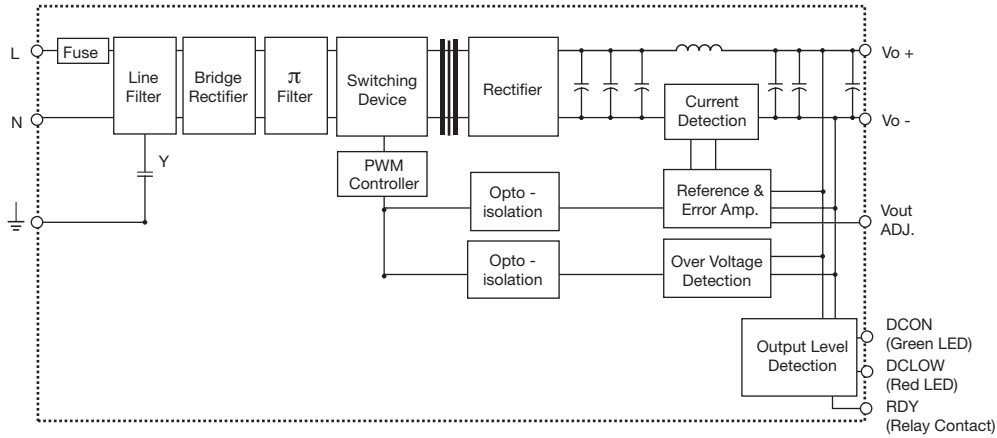 L
Fuse
Line
Filter
Bridge
Rectifier
π
Filter
Switching
Device
Rectifier
Vo +
N
Current
Detection
Vo -
Y
PWM
Controller
Opto -
isolation
Reference &
Error Amp.
Vout
ADJ.
Opto -
isolation
Over Voltage
Detection
Output Level
Detection
DCON
(Green LED)
DCLOW
(Red LED)
RDY
(Relay Contact)